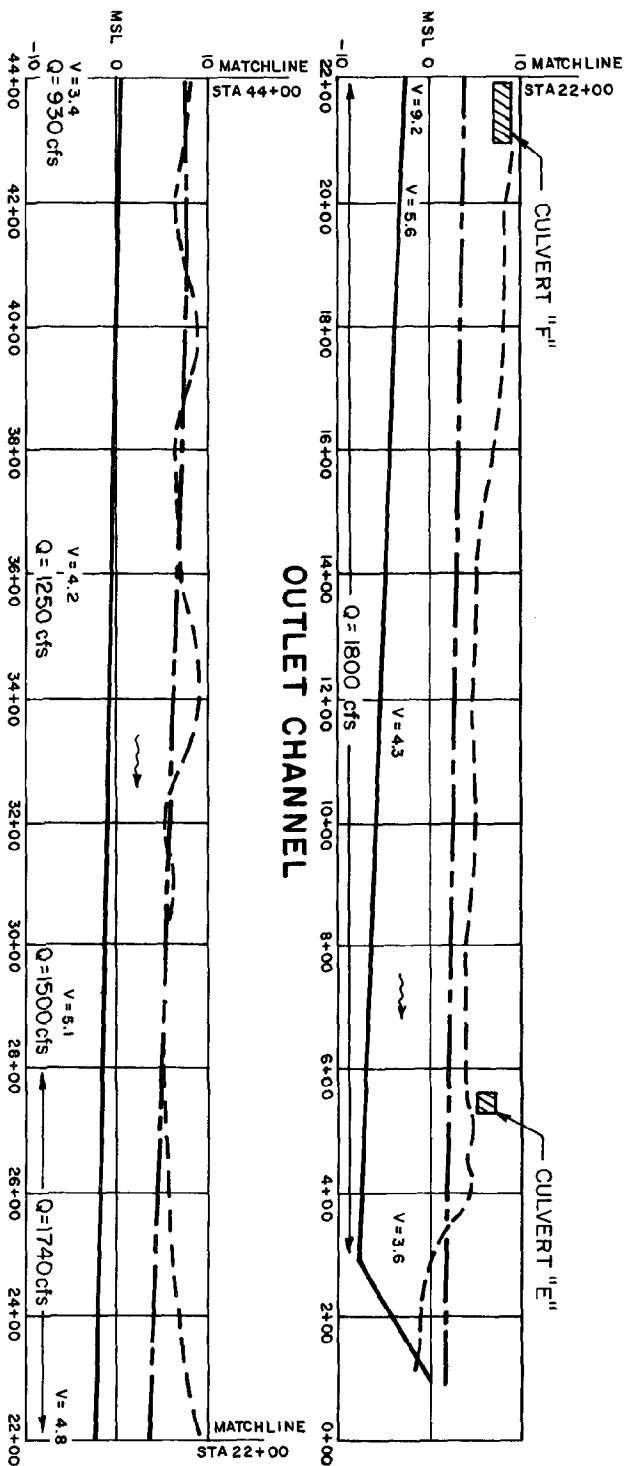 MATCHLINE
STA 22+00
CULVERT "F"
CULVERT "E"
10
MSL 0
-10
V=9.2
V=5.6
V=4.3
V=3.6
Q=1800 cfs
22+00 20+00 18+00 16+00 14+00 12+00 10+00 8+00 6+00 4+00 2+00 0+00
OUTLET CHANNEL
MATCHLINE
STA 44+00
MATCHLINE
STA 22+00
10
MSL 0
-10
V=3.4
Q=930 cfs
V=4.2
Q=1250 cfs
V=5.1
Q=1500 cfs
Q=1740 cfs
V=4.8
44+00 42+00 40+00 38+00 36+00 34+00 32+00 30+00 28+00 26+00 24+00 22+00